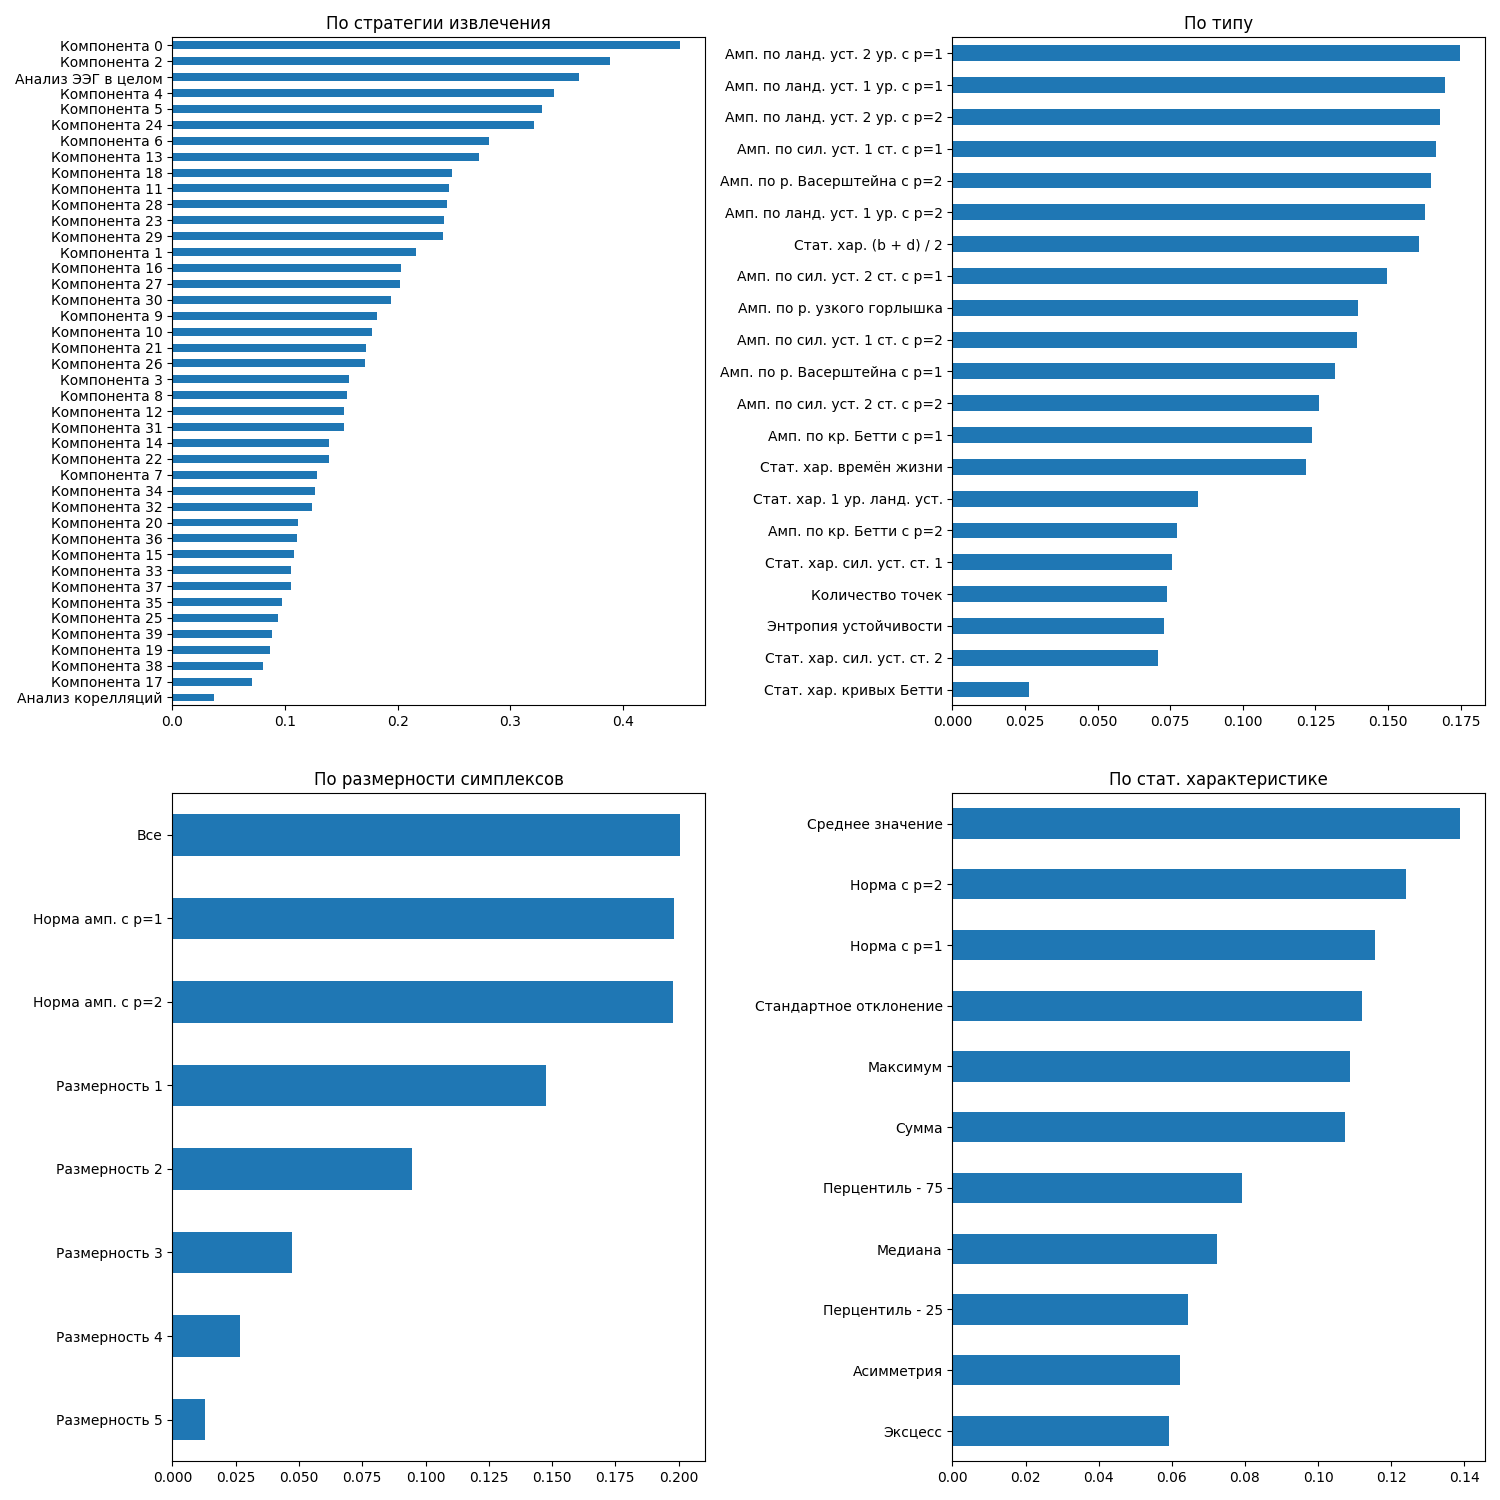 По стратегии извлечения
Компонента 0
Компонента 2
Анализ ЭЭГ в целом
Компонента 4
Компонента 5
Компонента 24
Компонента 6
Компонента 13
Компонента 18
Компонента 11
Компонента 28
Компонента 23
Компонента 29
Компонента 1
Компонента 16
Компонента 27
Компонента 30
Компонента 9
Компонента 10
Компонента 21
Компонента 26
Компонента 3
Компонента 8
Компонента 12
Компонента 31
Компонента 14
Компонента 22
Компонента 7
Компонента 34
Компонента 32
Компонента 20
Компонента 36
Компонента 15
Компонента 33
Компонента 37
Компонента 35
Компонента 25
Компонента 39
Компонента 19
Компонента 38
Компонента 17
Анализ корелляций
0.0 0.1 0.2 0.3 0.4
По типу
Амп. по ланд. уст. 2 ур. с p=1
Амп. по ланд. уст. 1 ур. с p=1
Амп. по ланд. уст. 2 ур. с p=2
Амп. по сил. уст. 1 ст. с p=1
Амп. по р. Васерштейна с p=2
Амп. по ланд. уст. 1 ур. с p=2
Стат. хар. (b + d) / 2
Амп. по сил. уст. 2 ст. с p=1
Амп. по р. узкого горлышка
Амп. по сил. уст. 1 ст. с p=2
Амп. по р. Васерштейна с p=1
Амп. по сил. уст. 2 ст. с p=2
Амп. по кр. Бетти с p=1
Стат. хар. времён жизни
Стат. хар. 1 ур. ланд. уст.
Амп. по кр. Бетти с p=2
Стат. хар. сил. уст. ст. 1
Количество точек
Энтропия устойчивости
Стат. хар. сил. уст. ст. 2
Стат. хар. кривых Бетти
0.000 0.025 0.050 0.075 0.100 0.125 0.150 0.175
По размерности симплексов
Все
Норма амп. с p=1
Норма амп. с p=2
Размерность 1
Размерность 2
Размерность 3
Размерность 4
Размерность 5
0.000 0.025 0.050 0.075 0.100 0.125 0.150 0.175 0.200
По стат. характеристике
Среднее значение
Норма с p=2
Норма с p=1
Стандартное отклонение
Максимум
Сумма
Перцентиль - 75
Медиана
Перцентиль - 25
Асимметрия
Эксцесс
0.00 0.02 0.04 0.06 0.08 0.10 0.12 0.14